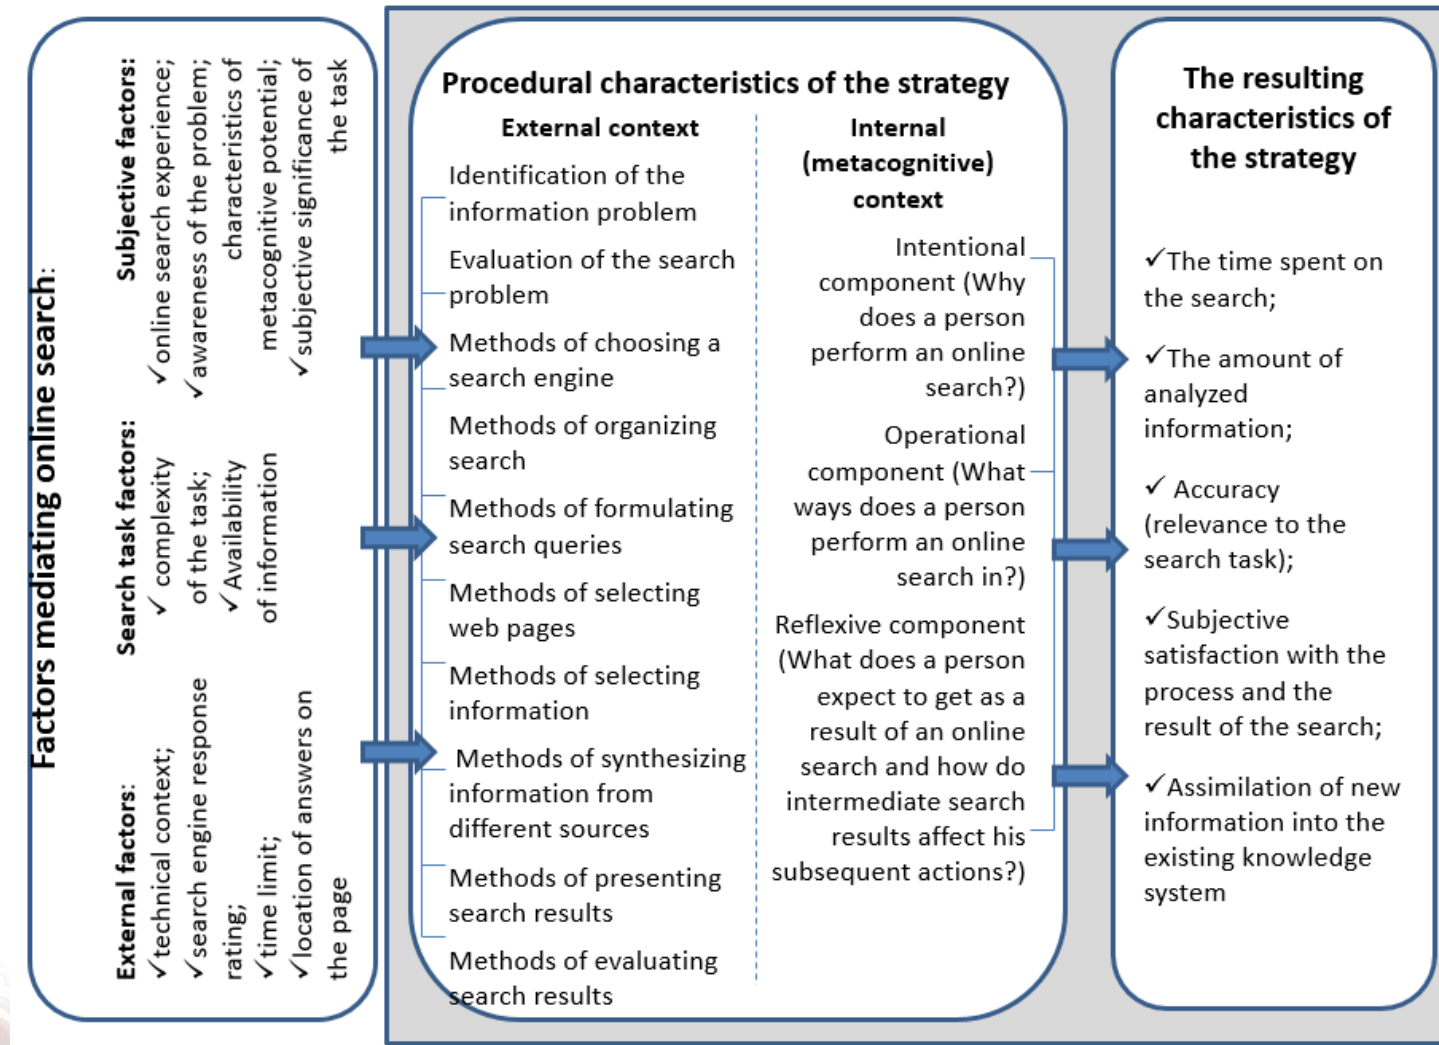 Factors mediating online search:
Subjective factors:
✓online search experience;
✓awareness of the problem;
characteristics of
metacognitive potential;
✓subjective significance of
the task
Search task factors:
✓ complexity
of the task;
✓ Availability
of information
External factors:
✓technical context;
✓search engine response
rating;
✓time limit;
✓location of answers on
the page
Procedural characteristics of the strategy
External context
Identification of the
information problem
Evaluation of the search
problem
Methods of choosing a
search engine
Methods of organizing
search
Methods of formulating
search queries
Methods of selecting
web pages
Methods of selecting
information
Methods of synthesizing
information from
different sources
Methods of presenting
search results
Methods of evaluating
search results
Internal
(metacognitive)
context
Intentional
component (Why
does a person
perform an online
search?)
Operational
component (What
ways does a person
perform an online
search in?)
Reflexive component
(What does a person
expect to get as a
result of an online
search and how do
intermediate search
results affect his
subsequent actions?)
The resulting
characteristics of
the strategy
✓The time spent on
the search;
✓The amount of
analyzed
information;
✓ Accuracy
(relevance to the
search task);
✓Subjective
satisfaction with the
process and the
result of the search;
✓Assimilation of new
information into the
existing knowledge
system